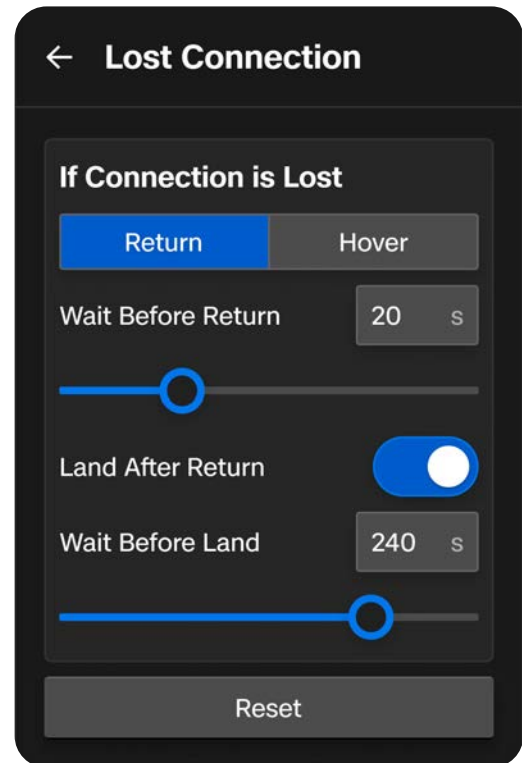 Lost Connection
If Connection is Lost
Return Hover
Wait Before Return 20 s
Land After Return
Wait Before Land 240 s
Reset